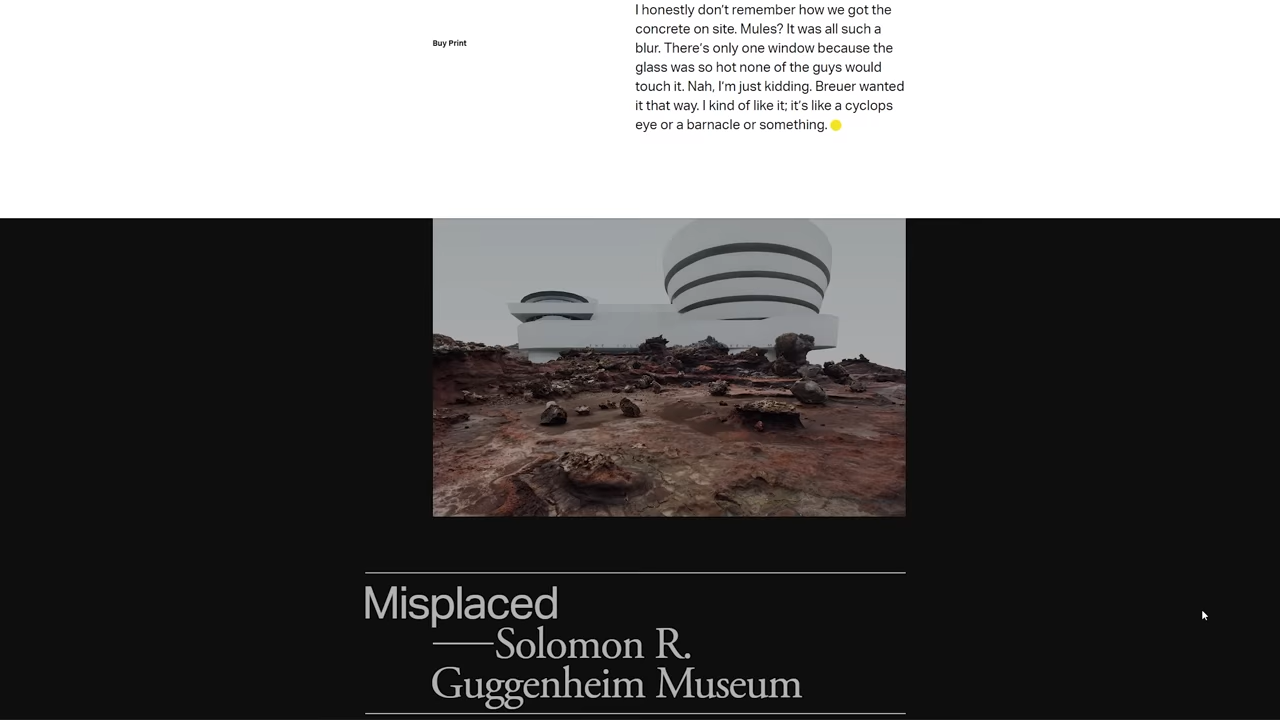 I honestly don't remember how we got the
concrete on site. Mules? It was all such a
Buy Print
blur. There's only one window because the
glass was so hot none of the guys would
touch it. Nah, I'm just kidding. Breuer wanted
it that way. I kind of like it; it's like a cyclops
eye or a barnacle or something.
Misplaced
—Solomon R.
Guggenheim Museum